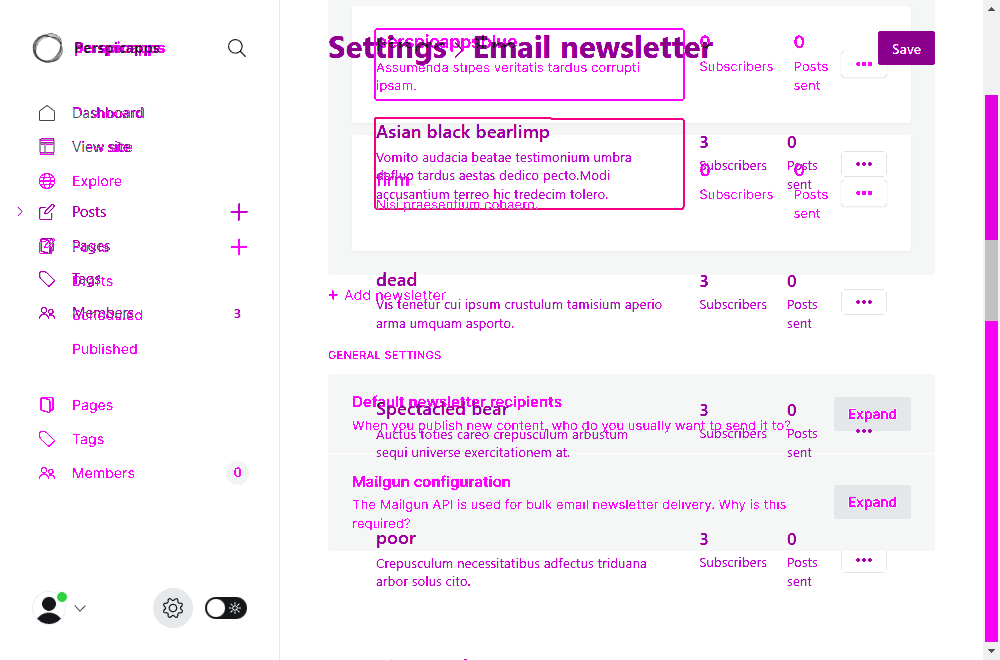 Perspicapps
Dashboard
View site
Explore
Posts
Pages
Posts
Tags
Drafts
Members 3
Scheduled
Published
Pages
Tags
Members 0
Settings Email newsletter
Save
perspicappsblue
0 Subscribers
0 Posts sent
Assumenda stipes veritatis tardus corrupti
ipsam.
Asian black bearlimp
3 Subscribers
0 Posts sent
Vomito audacia beatae testimonium umbra
defluo tardus aestas dedico pecto.Modi
accusantium terreo hic tredecim tolero.
firm
0 Subscribers
0 Posts sent
Nisi praesentium cohaero.
dead
3 Subscribers
0 Posts sent
+ Add newsletter
Vis tenetur cui ipsum crustulum tamisium aperio
arma umquam asporto.
GENERAL SETTINGS
Default newsletter recipients
Expand
Spectacled bear
3 Subscribers
0 Posts sent
When you publish new content, who do you usually want to send it to?
Auctus toties careo crepusculum arbustum
sequi universe exercitationem at.
Mailgun configuration
Expand
The Mailgun API is used for bulk email newsletter delivery. Why is this
required?
poor
3 Subscribers
0 Posts sent
Crepusculum necessitatibus adfectus triduana
arbor solus cito.